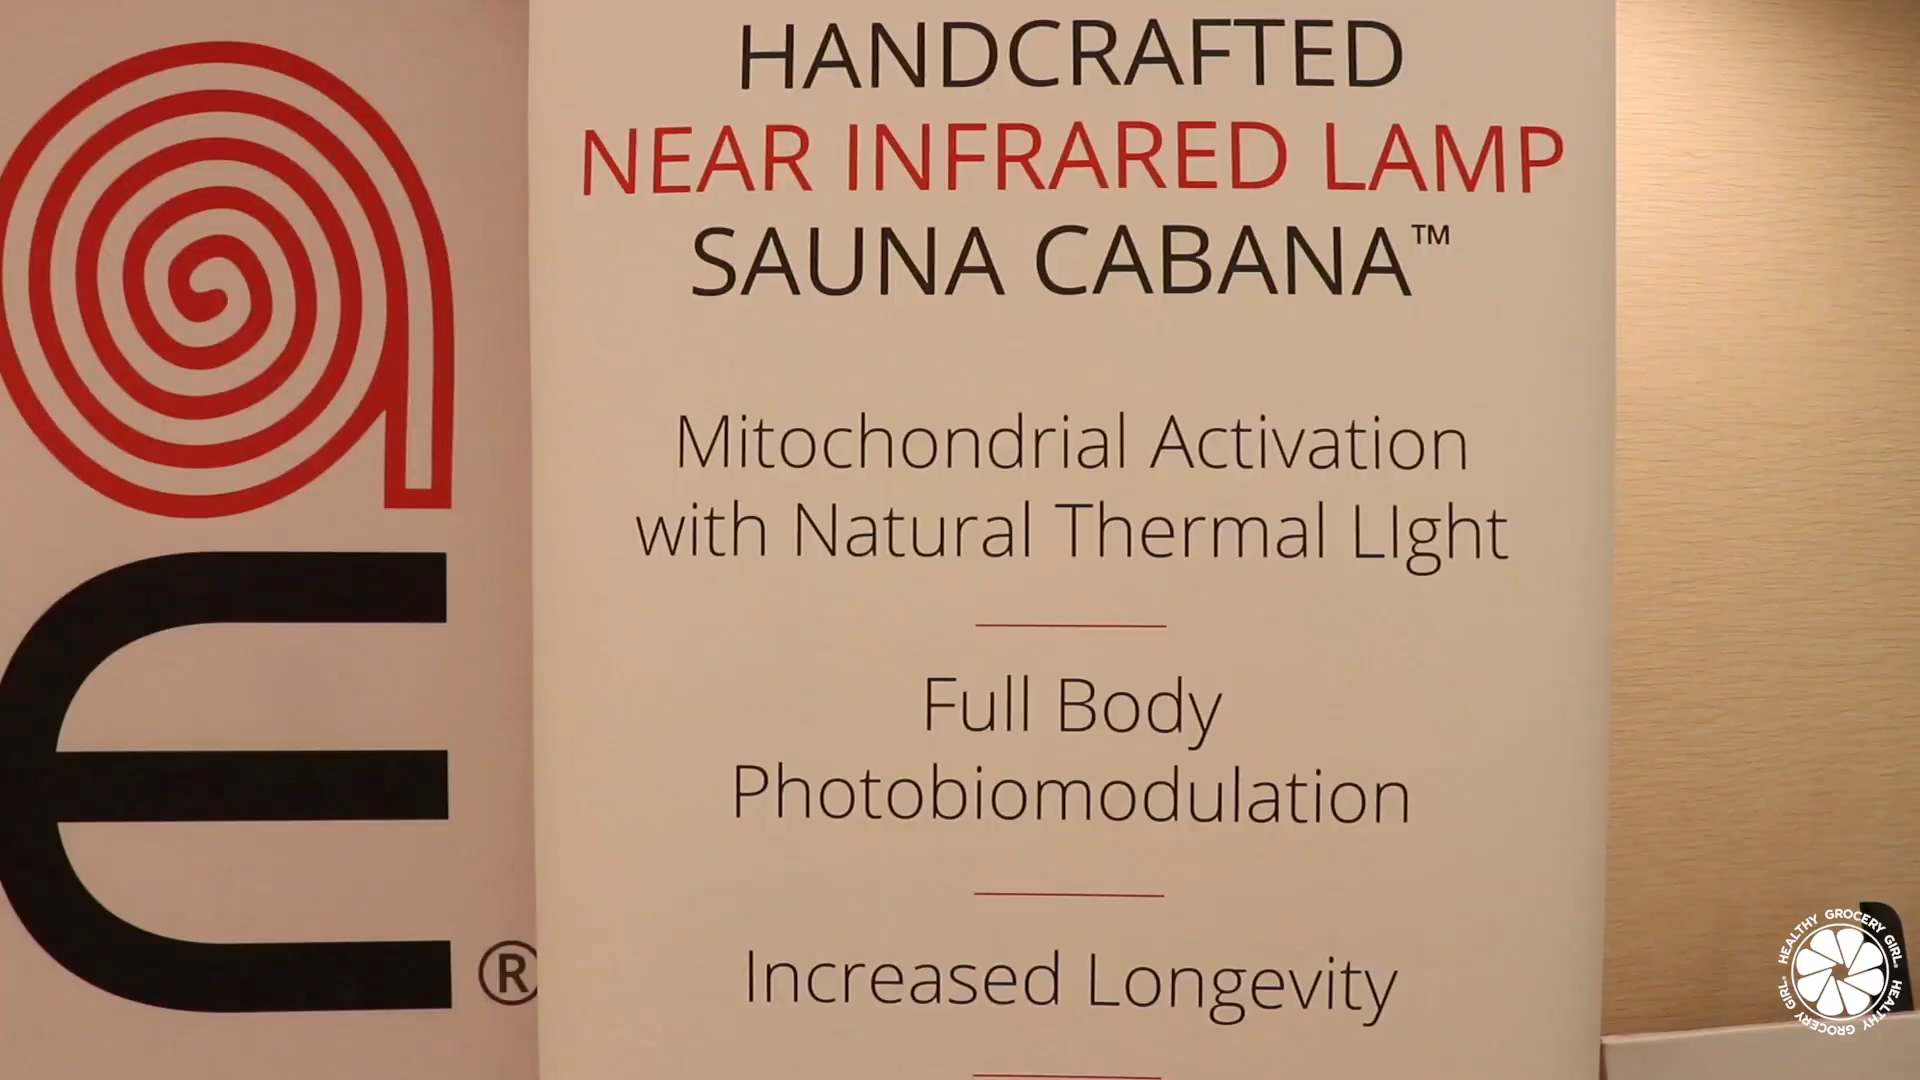 a
e
®
HANDCRAFTED
NEAR INFRARED LAMP
SAUNA CABANA™
Mitochondrial Activation
with Natural Thermal LIght
Full Body
Photobiomodulation
Increased Longevity
HEALTHY GROCERY GIRL® HEALTHY GROCERY GIRL®